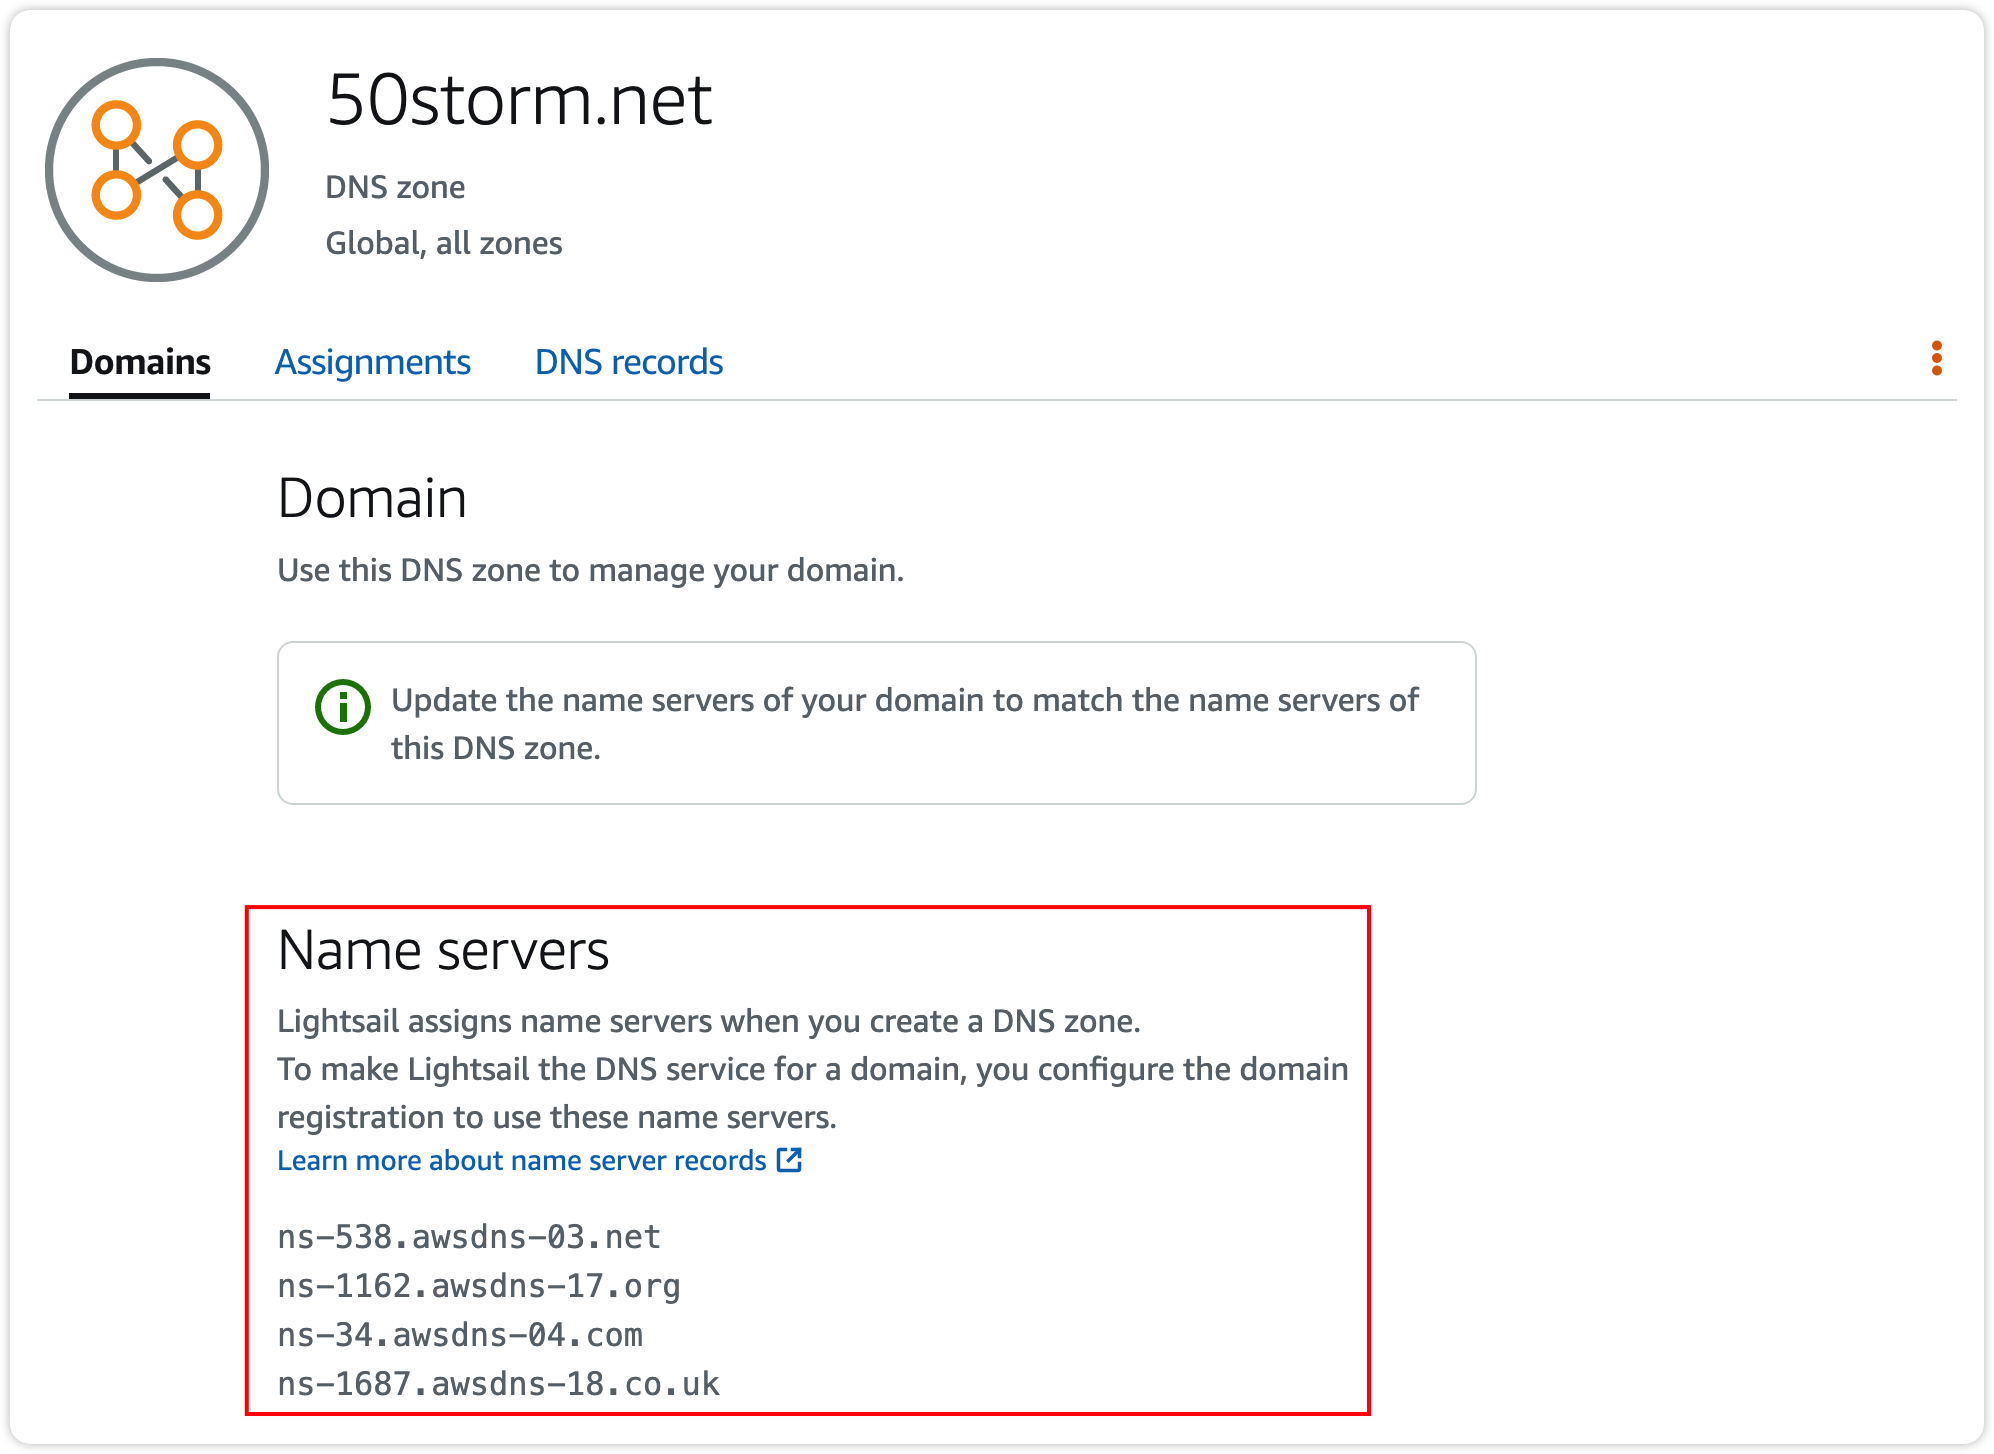 50storm.net
DNS zone
Global, all zones
Domains Assignments DNS records
Domain
Use this DNS zone to manage your domain.
Update the name servers of your domain to match the name servers of
this DNS zone.
Name servers
Lightsail assigns name servers when you create a DNS zone.
To make Lightsail the DNS service for a domain, you configure the domain
registration to use these name servers.
Learn more about name server records
ns-538.awsdns-03.net
ns-1162.awsdns-17.org
ns-34.awsdns-04.com
ns-1687.awsdns-18.co.uk